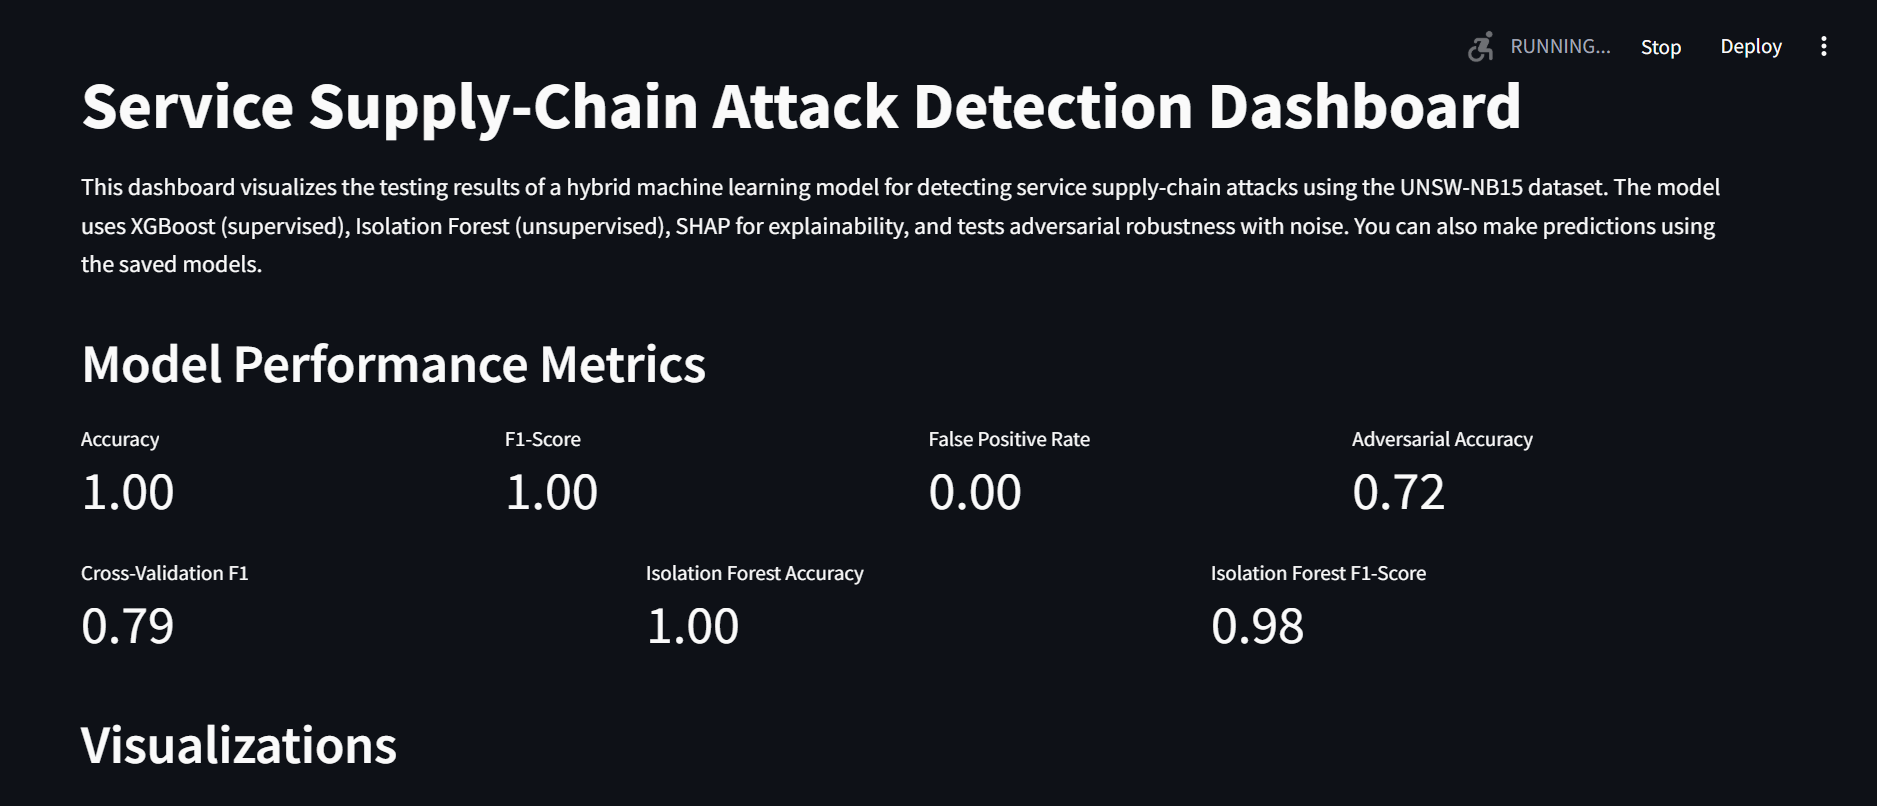 RUNNING...
Stop
Deploy
Service Supply-Chain Attack Detection Dashboard
This dashboard visualizes the testing results of a hybrid machine learning model for detecting service supply-chain attacks using the UNSW-NB15 dataset. The model
uses XGBoost (supervised), Isolation Forest (unsupervised), SHAP for explainability, and tests adversarial robustness with noise. You can also make predictions using
the saved models.
Model Performance Metrics
Accuracy
1.00
F1-Score
1.00
False Positive Rate
0.00
Adversarial Accuracy
0.72
Cross-Validation F1
0.79
Isolation Forest Accuracy
1.00
Isolation Forest F1-Score
0.98
Visualizations